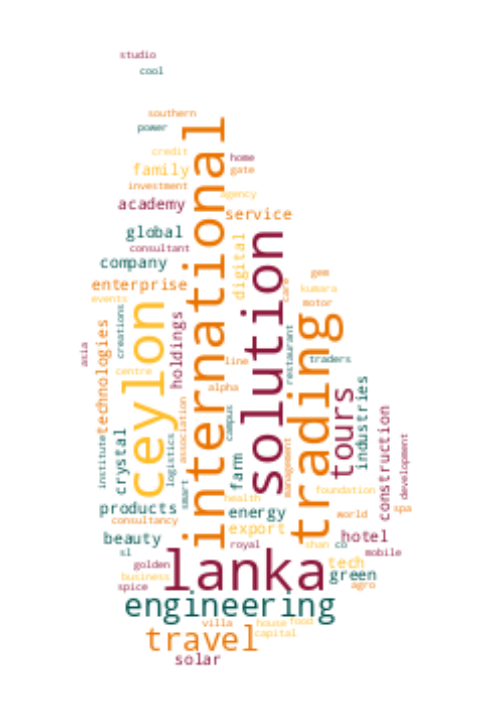 studio
cool
southern
power
international
credit
home
family
gate
investment
agency
academy
service
global
solution
consultant
digital
company
gem
enterprise
care
kumara
events
ceylon
motor
creations
holdings
trading
technologies
restaurant
asia
line
traders
centre
alpha
tours
industries
association
campus
construction
crystal
institute
logistics
farm
management
development
smart
health
foundation
products
energy
world
spa
consultancy
export
beauty
hotel
royal
shan
co
sl
mobile
lanka
golden
tech
business
green
spice
agro
engineering
villa
house
food
travel
capital
solar